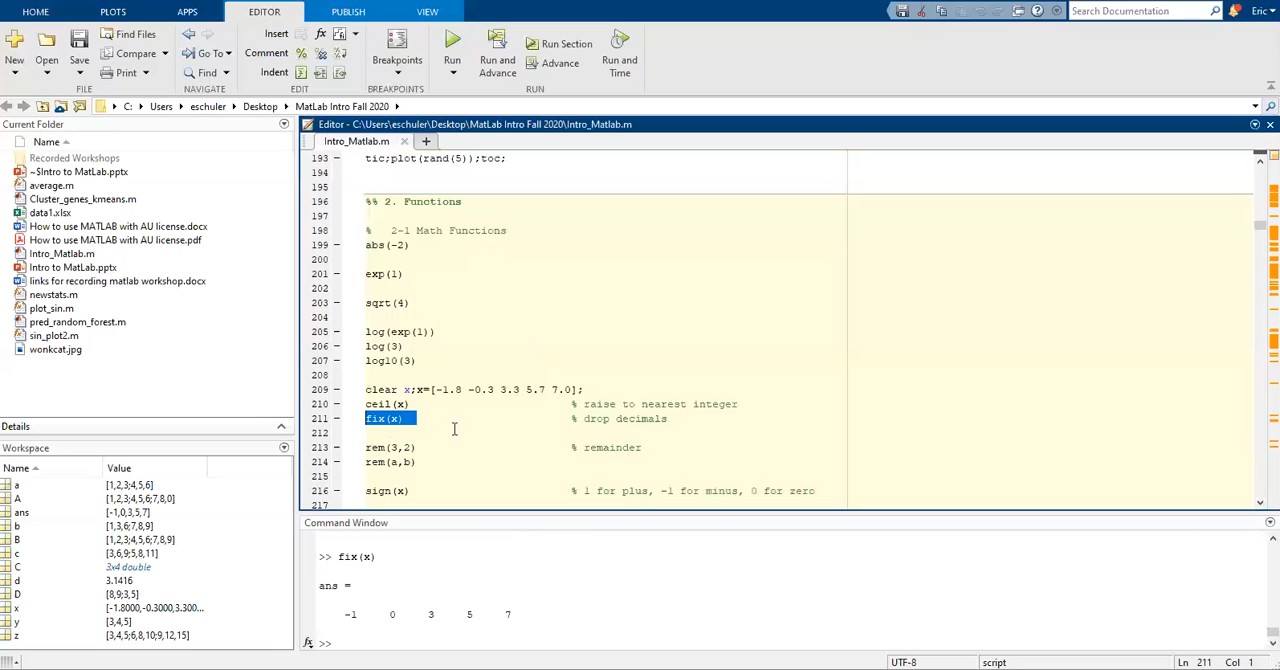 HOME PLOTS APPS EDITOR PUBLISH VIEW Search Documentation Eric
New Open Save Find Files Compare Print Go To Find Insert fx Comment % Indent Breakpoints Run Run and Advance Run Section Advance Run and Time
FILE NAVIGATE EDIT BREAKPOINTS RUN
C: Users eschuler Desktop MatLab Intro Fall 2020
Current Folder
Name
Recorded Workshops
~$Intro to MatLab.pptx
average.m
Cluster_genes_kmeans.m
data1.xlsx
How to use MATLAB with AU license.docx
How to use MATLAB with AU license.pdf
Intro_Matlab.m
Intro to MatLab.pptx
links for recording matlab workshop.docx
newstats.m
plot_sin.m
pred_random_forest.m
sin_plot2.m
wonkcat.jpg
Details
Workspace
Name Value
a [1,2,3;4,5,6]
A [1,2,3;4,5,6;7,8,0]
ans [-1,0,3,5,7]
b [1,3,6;7,8,9]
B [1,2,3;4,5,6;7,8,9]
c [3,6,9;5,8,11]
C 3x4 double
d 3.1416
D [8,9;3,5]
x [-1.8000,-0.3000,3.300...
y [3,4,5]
z [3,4,5;6,8,10;9,12,15]
Editor - C:\Users\eschuler\Desktop\MatLab Intro Fall 2020\Intro_Matlab.m
Intro_Matlab.m
193 - tic;plot(rand(5));toc;
194 -
195 -
196 - %% 2. Functions
197 -
198 - % 2-1 Math Functions
199 - abs(-2)
200 -
201 - exp(1)
202 -
203 - sqrt(4)
204 -
205 - log(exp(1))
206 - log(3)
207 - log10(3)
208 -
209 - clear x;x=[-1.8 -0.3 3.3 5.7 7.0];
210 - ceil(x) % raise to nearest integer
211 - fix(x) % drop decimals
212 -
213 - rem(3,2) % remainder
214 - rem(a,b)
215 -
216 - sign(x) % 1 for plus, -1 for minus, 0 for zero
217 -
Command Window
>> fix(x)
ans =
-1 0 3 5 7
fx >>
UTF-8 script Ln 211 Col 1